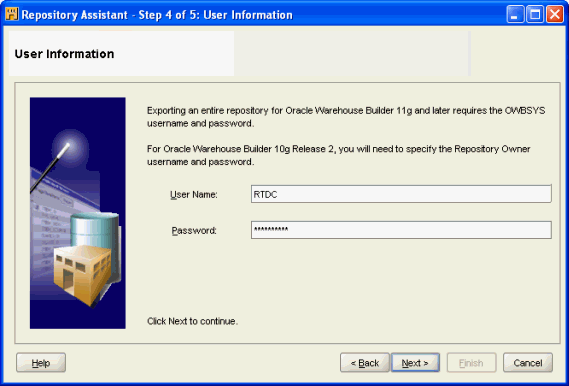 Repository Assistant - Step 4 of 5: User Information
User Information
Exporting an entire repository for Oracle Warehouse Builder 11g and later requires the OWBSYS
username and password.
For Oracle Warehouse Builder 10g Release 2, you will need to specify the Repository Owner
username and password.
User Name: RTDC
Password: **********
Click Next to continue.
Help < Back Next > Finish Cancel